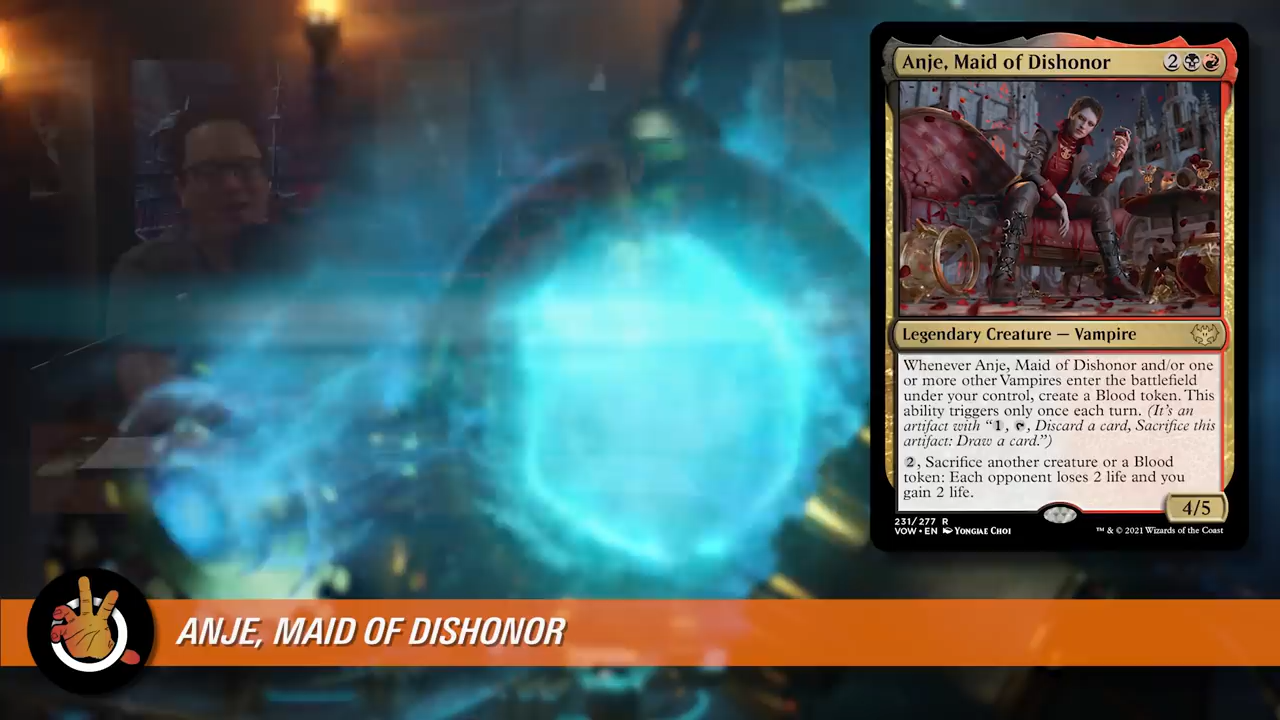 Anje, Maid of Dishonor 2
Legendary Creature — Vampire
Whenever Anje, Maid of Dishonor and/or one
or more other Vampires enter the battlefield
under your control, create a Blood token. This
ability triggers only once each turn. (It's an
artifact with “1, , Discard a card, Sacrifice this
artifact: Draw a card.”)
2, Sacrifice another creature or a Blood
token: Each opponent loses 2 life and you
gain 2 life.
4/5
231/277 R
VOW • EN Yongjae Choi
™ & © 2021 Wizards of the Coast
ANJE, MAID OF DISHONOR